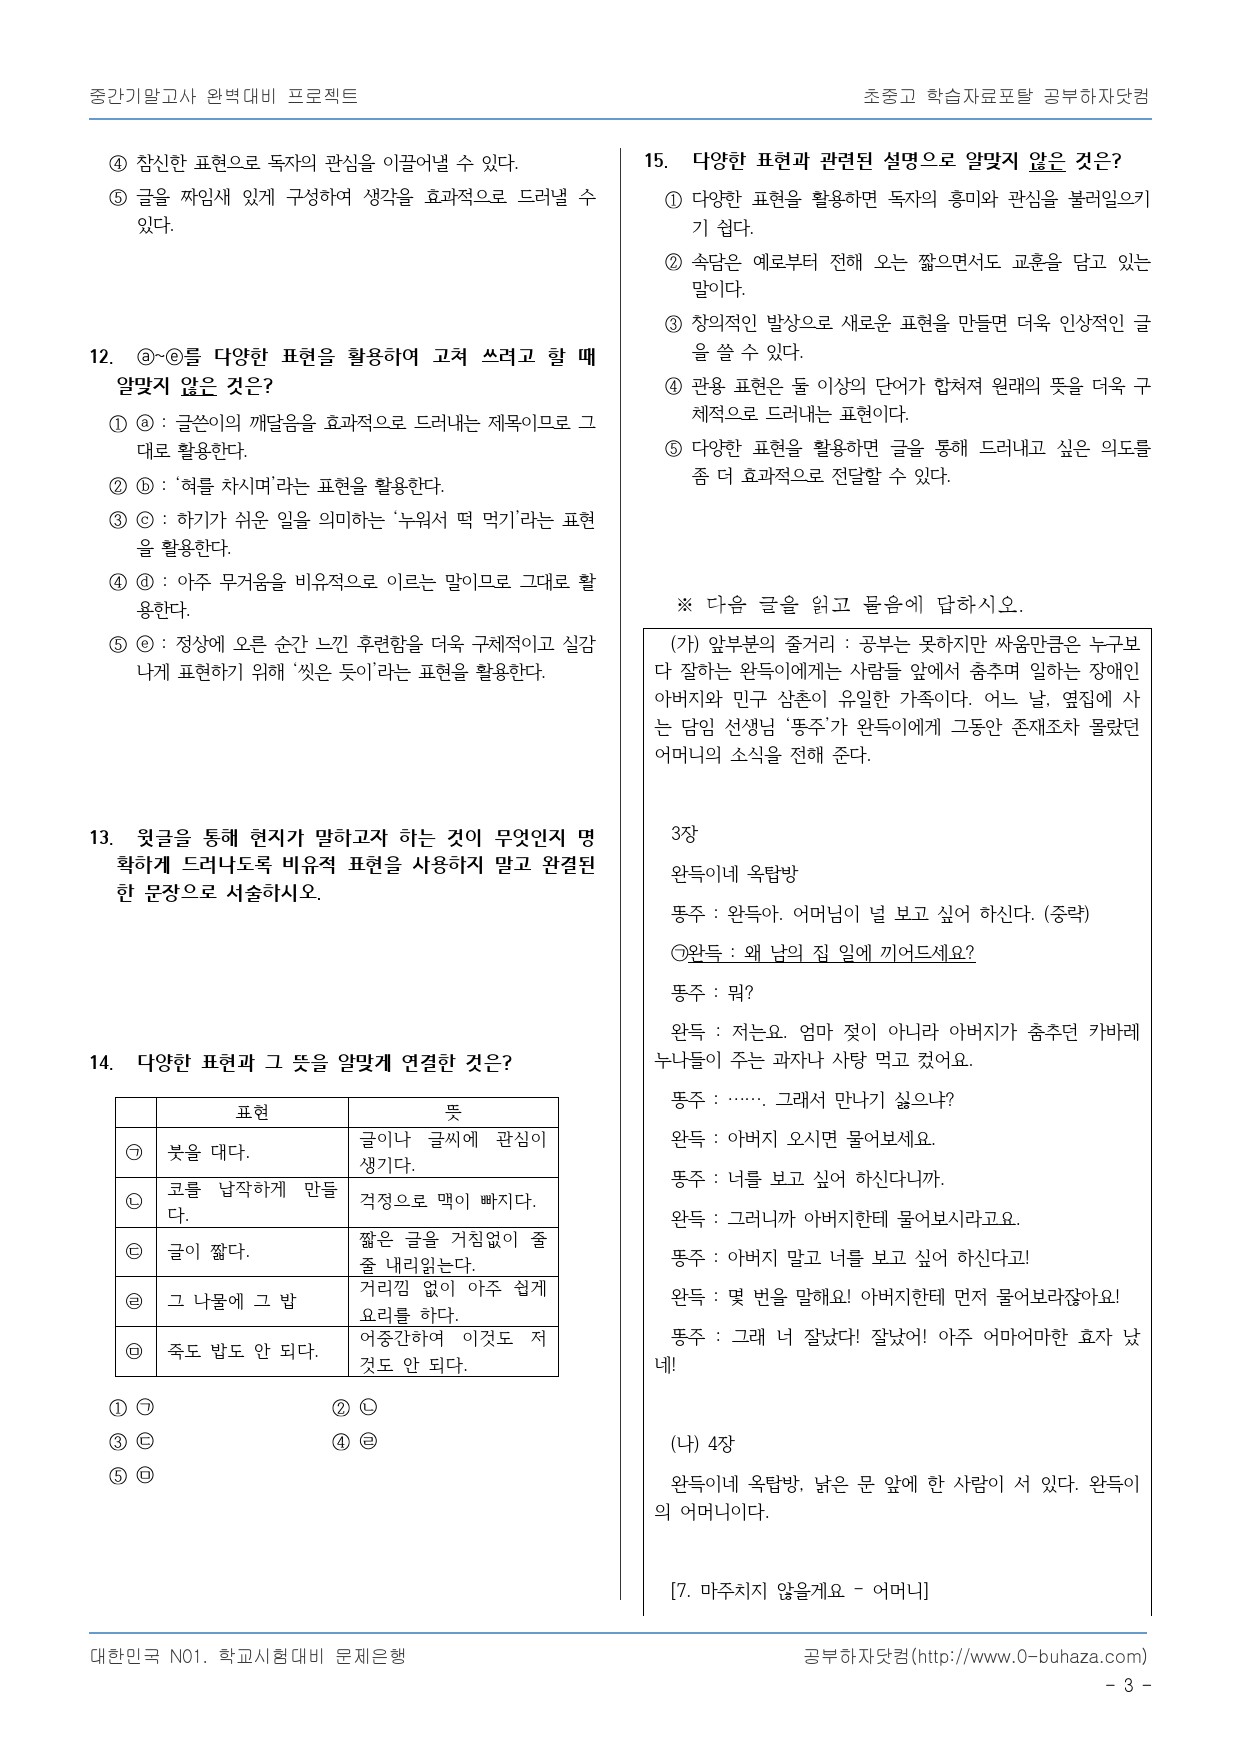 중간기말고사 완벽대비 프로젝트
초중고 학습자료포탈 공부하자닷컴
④ 참신한 표현으로 독자의 관심을 이끌어낼 수 있다.
⑤ 글을 짜임새 있게 구성하여 생각을 효과적으로 드러낼 수
있다.
12. ⓐ~ⓔ를 다양한 표현을 활용하여 고쳐 쓰려고 할 때
알맞지 않은 것은?
① ⓐ : 글쓴이의 깨달음을 효과적으로 드러내는 제목이므로 그
대로 활용한다.
② ⓑ : ‘혀를 차시며’라는 표현을 활용한다.
③ ⓒ : 하기가 쉬운 일을 의미하는 ‘누워서 떡 먹기’라는 표현
을 활용한다.
④ ⓓ : 아주 무거움을 비유적으로 이르는 말이므로 그대로 활
용한다.
⑤ ⓔ : 정상에 오른 순간 느낀 후련함을 더욱 구체적이고 실감
나게 표현하기 위해 ‘씻은 듯이’라는 표현을 활용한다.
13. 윗글을 통해 현지가 말하고자 하는 것이 무엇인지 명
확하게 드러나도록 비유적 표현을 사용하지 말고 완결된
한 문장으로 서술하시오.
14. 다양한 표현과 그 뜻을 알맞게 연결한 것은?
표현 뜻
㉠ 붓을 대다. 글이나 글씨에 관심이
생기다.
㉡ 코를 납작하게 만들
다. 걱정으로 맥이 빠지다.
㉢ 글이 짧다. 짧은 글을 거침없이 줄
줄 내리읽는다.
㉣ 그 나물에 그 밥 거리낌 없이 아주 쉽게
요리를 하다.
㉤ 죽도 밥도 안 되다. 어중간하여 이것도 저
것도 안 되다.
① ㉠ ② ㉡
③ ㉢ ④ ㉣
⑤ ㉤
15. 다양한 표현과 관련된 설명으로 알맞지 않은 것은?
① 다양한 표현을 활용하면 독자의 흥미와 관심을 불러일으키
기 쉽다.
② 속담은 예로부터 전해 오는 짧으면서도 교훈을 담고 있는
말이다.
③ 창의적인 발상으로 새로운 표현을 만들면 더욱 인상적인 글
을 쓸 수 있다.
④ 관용 표현은 둘 이상의 단어가 합쳐져 원래의 뜻을 더욱 구
체적으로 드러내는 표현이다.
⑤ 다양한 표현을 활용하면 글을 통해 드러내고 싶은 의도를
좀 더 효과적으로 전달할 수 있다.
※ 다음 글을 읽고 물음에 답하시오.
(가) 앞부분의 줄거리 : 공부는 못하지만 싸움만큼은 누구보
다 잘하는 완득이에게는 사람들 앞에서 춤추며 일하는 장애인
아버지와 민구 삼촌이 유일한 가족이다. 어느 날, 옆집에 사
는 담임 선생님 ‘똥주’가 완득이에게 그동안 존재조차 몰랐던
어머니의 소식을 전해 준다.
3장
완득이네 옥탑방
똥주 : 완득아. 어머님이 널 보고 싶어 하신다. (중략)
㉠완득 : 왜 남의 집 일에 끼어드세요?
똥주 : 뭐?
완득 : 저는요. 엄마 젖이 아니라 아버지가 춤추던 카바레
누나들이 주는 과자나 사탕 먹고 컸어요.
똥주 : ……. 그래서 만나기 싫으냐?
완득 : 아버지 오시면 물어보세요.
똥주 : 너를 보고 싶어 하신다니까.
완득 : 그러니까 아버지한테 물어보시라고요.
똥주 : 아버지 말고 너를 보고 싶어 하신다고!
완득 : 몇 번을 말해요! 아버지한테 먼저 물어보라잖아요!
똥주 : 그래 너 잘났다! 잘났어! 아주 어마어마한 효자 났
네!
(나) 4장
완득이네 옥탑방, 낡은 문 앞에 한 사람이 서 있다. 완득이
의 어머니이다.
[7. 마주치지 않을게요 - 어머니]
대한민국 N01. 학교시험대비 문제은행
공부하자닷컴(http://www.0-buhaza.com)
- 3 -